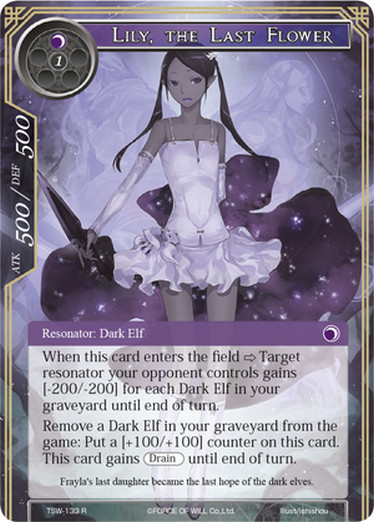 1
LILY, THE LAST FLOWER
ATK 500 / DEF 500
Resonator: Dark Elf
When this card enters the field ⇨ Target
resonator your opponent controls gains
[-200/-200] for each Dark Elf in your
graveyard until end of turn.
Remove a Dark Elf in your graveyard from the
game: Put a [+100/+100] counter on this card.
This card gains Drain until end of turn.
Frayla's last daughter became the last hope of the dark elves.
TSW-133 R
©FORCE OF WILL Co.,Ltd.
Illust/Ishishou